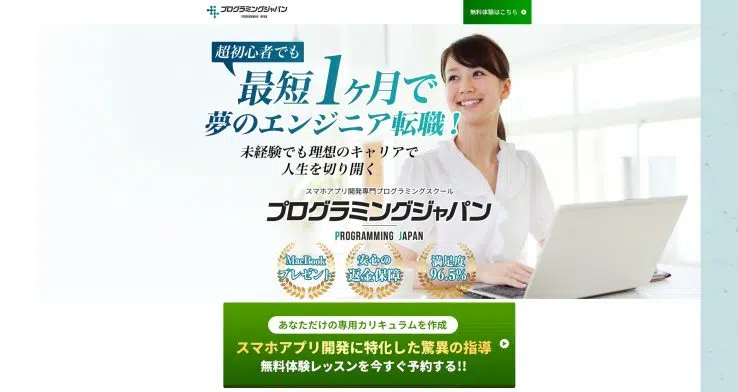 プログラミングジャパン
PROGRAMMING JAPAN
無料体験はこちら
超初心者でも
最短1ヶ月で
夢のエンジニア転職!
未経験でも理想のキャリアで
人生を切り開く
スマホアプリ開発専門プログラミングスクール
プログラミングジャパン
PROGRAMMING JAPAN
MacBook
プレゼント
安心の
返金保障
満足度
96.5%
あなただけの専用カリキュラムを作成
スマホアプリ開発に特化した驚異の指導
無料体験レッスンを今すぐ予約する!!